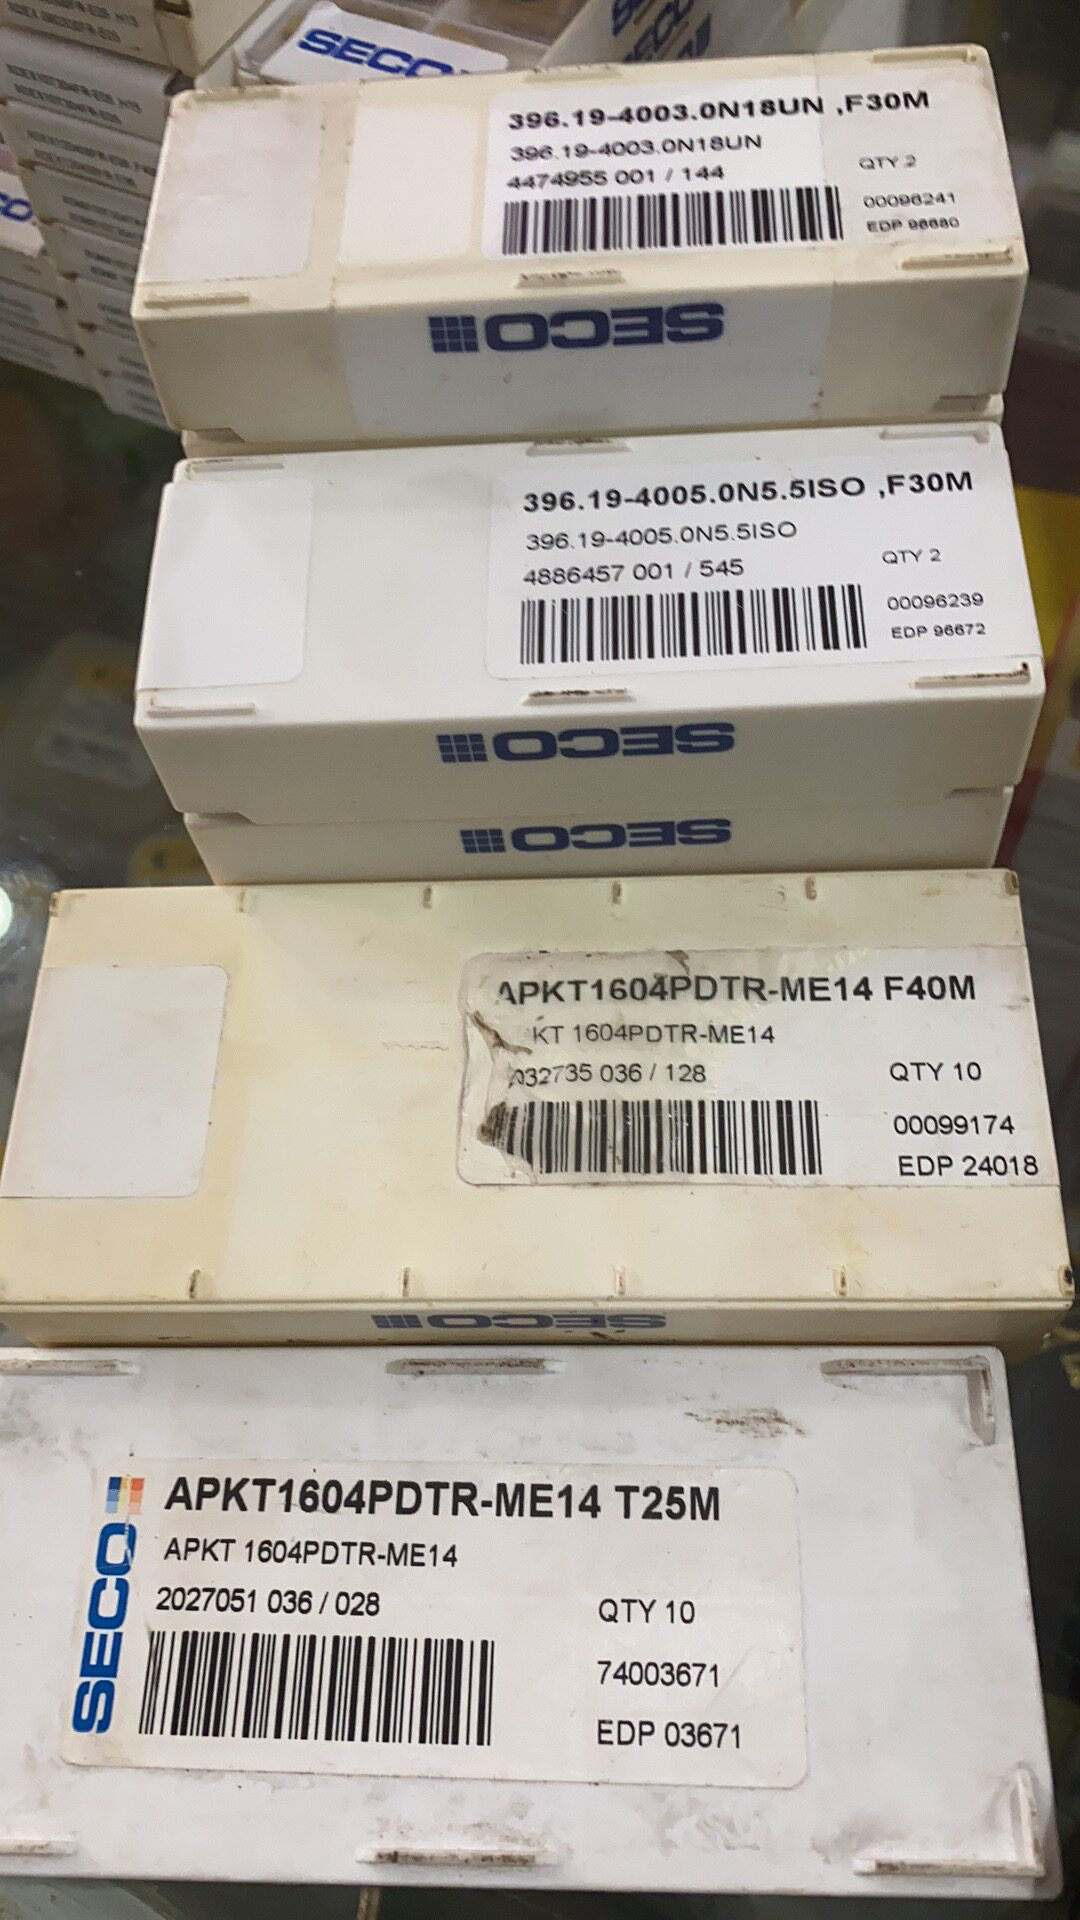 SECO
SECO
396.19-4003.0N18UN ,F30M
396.19-4003.0N18UN
4474955 001 / 144
QTY 2
00096241
EDP 96680
SECO
396.19-4005.0N5.5ISO ,F30M
396.19-4005.0N5.5ISO
4886457 001 / 545
QTY 2
00096239
EDP 96672
SECO
SECO
APKT1604PDTR-ME14 F40M
KT 1604PDTR-ME14
032735 036 / 128
QTY 10
00099174
EDP 24018
SECO
SECO
APKT1604PDTR-ME14 T25M
APKT 1604PDTR-ME14
2027051 036 / 028
QTY 10
74003671
EDP 03671